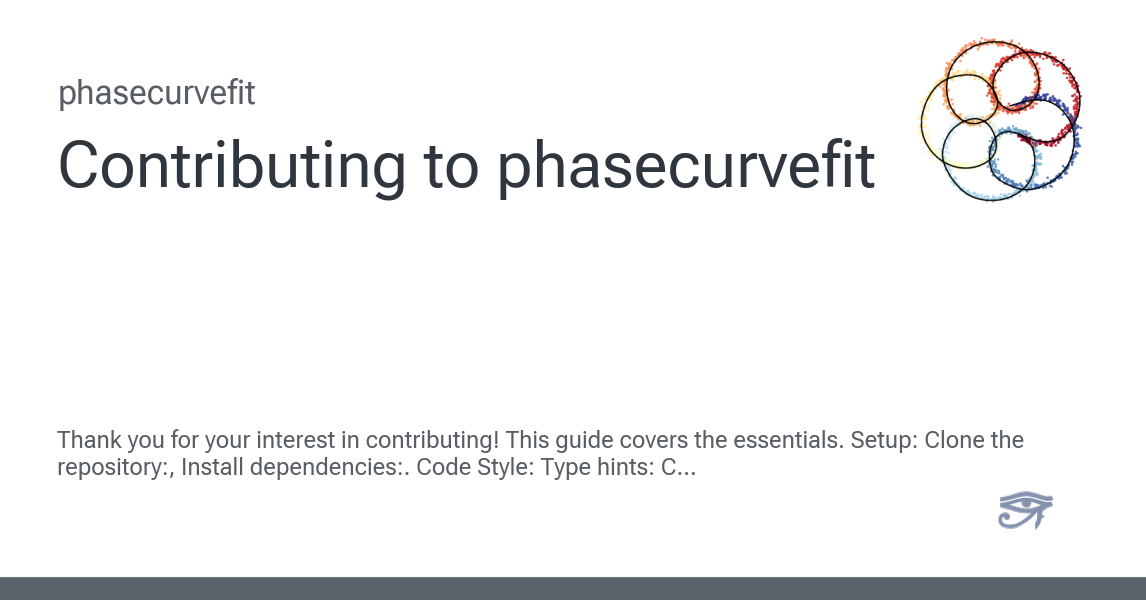 phasecurvefit
Contributing to phasecurvefit
Thank you for your interest in contributing! This guide covers the essentials. Setup: Clone the
repository:, Install dependencies:. Code Style: Type hints: C...